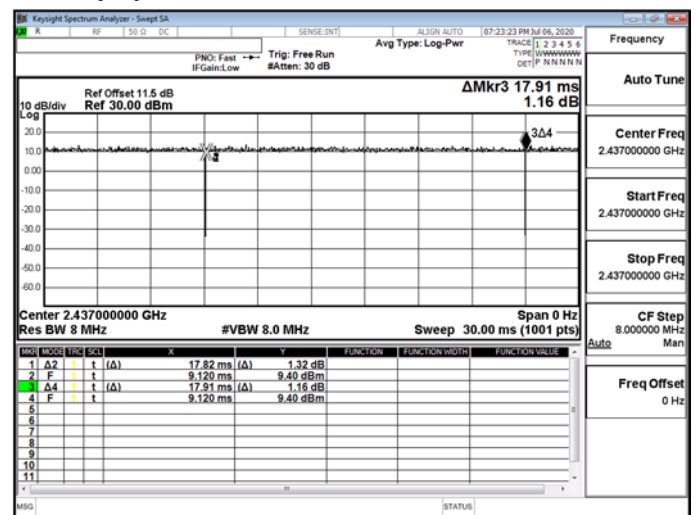 Keysight Spectrum Analyzer - Swept SA
R RF 50 Ω DC SENSE:INT ALIGN AUTO 07:23:23 PM Jul 06, 2020
Frequency
PNO: Fast
IFGain:Low
Trig: Free Run
#Atten: 30 dB
Avg Type: Log-Pwr
TRACE 1 2 3 4 5 6
TYPE WWWWWW
DET P N N N N N
Auto Tune
Ref Offset 11.5 dB
10 dB/div Ref 30.00 dBm
ΔMkr3 17.91 ms
1.16 dB
Log
20.0
10.0
0.00
-10.0
-20.0
-30.0
-40.0
-50.0
-60.0
3Δ4
Center Freq
2.437000000 GHz
Start Freq
2.437000000 GHz
Stop Freq
2.437000000 GHz
Center 2.437000000 GHz Span 0 Hz
Res BW 8 MHz #VBW 8.0 MHz Sweep 30.00 ms (1001 pts)
CF Step
8.000000 MHz
Auto Man
MKR MODE TRC SCL X Y FUNCTION FUNCTION WIDTH FUNCTION VALUE
1 Δ2 1 t (Δ) 17.82 ms (Δ) 1.32 dB
2 F 1 t 9.120 ms 9.40 dBm
3 Δ4 1 t (Δ) 17.91 ms (Δ) 1.16 dB
4 F 1 t 9.120 ms 9.40 dBm
5
6
7
8
9
10
11
Freq Offset
0 Hz
MSG STATUS